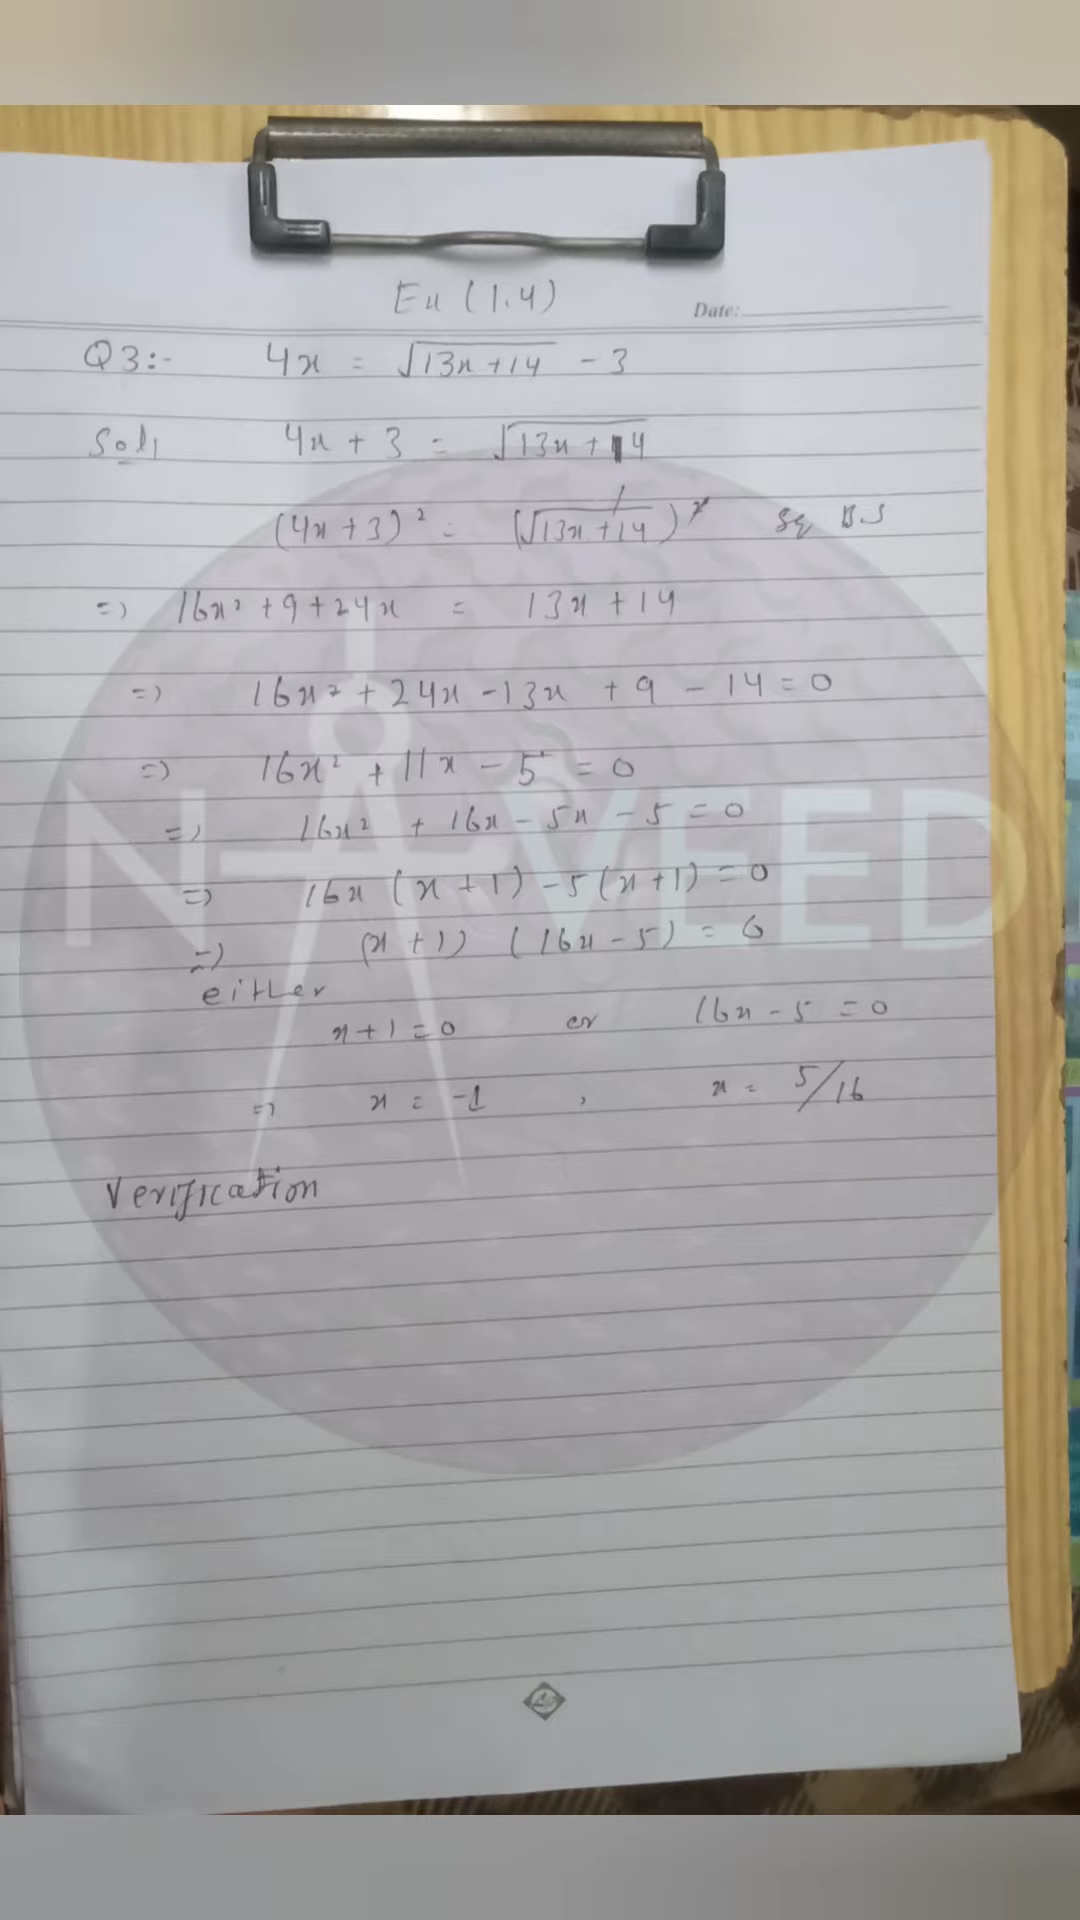 Ex (1.4)
Date:
Q3:- 4x = √(13x+14) - 3
Sol, 4x + 3 = √(13x + 14)
(4x+3)² = (√(13x+14))² Sq B.S
=) 16x² + 9 + 24x = 13x + 14
=) 16x² + 24x - 13x + 9 - 14 = 0
=) 16x² + 11x - 5 = 0
=) 16x² + 16x - 5x - 5 = 0
=) 16x (x + 1) - 5 (x+1) = 0
=) (x + 1) (16x - 5) = 0
either
x + 1 = 0 or 16x - 5 = 0
=) x = -1 , x = 5/16
Verification
NAVEED